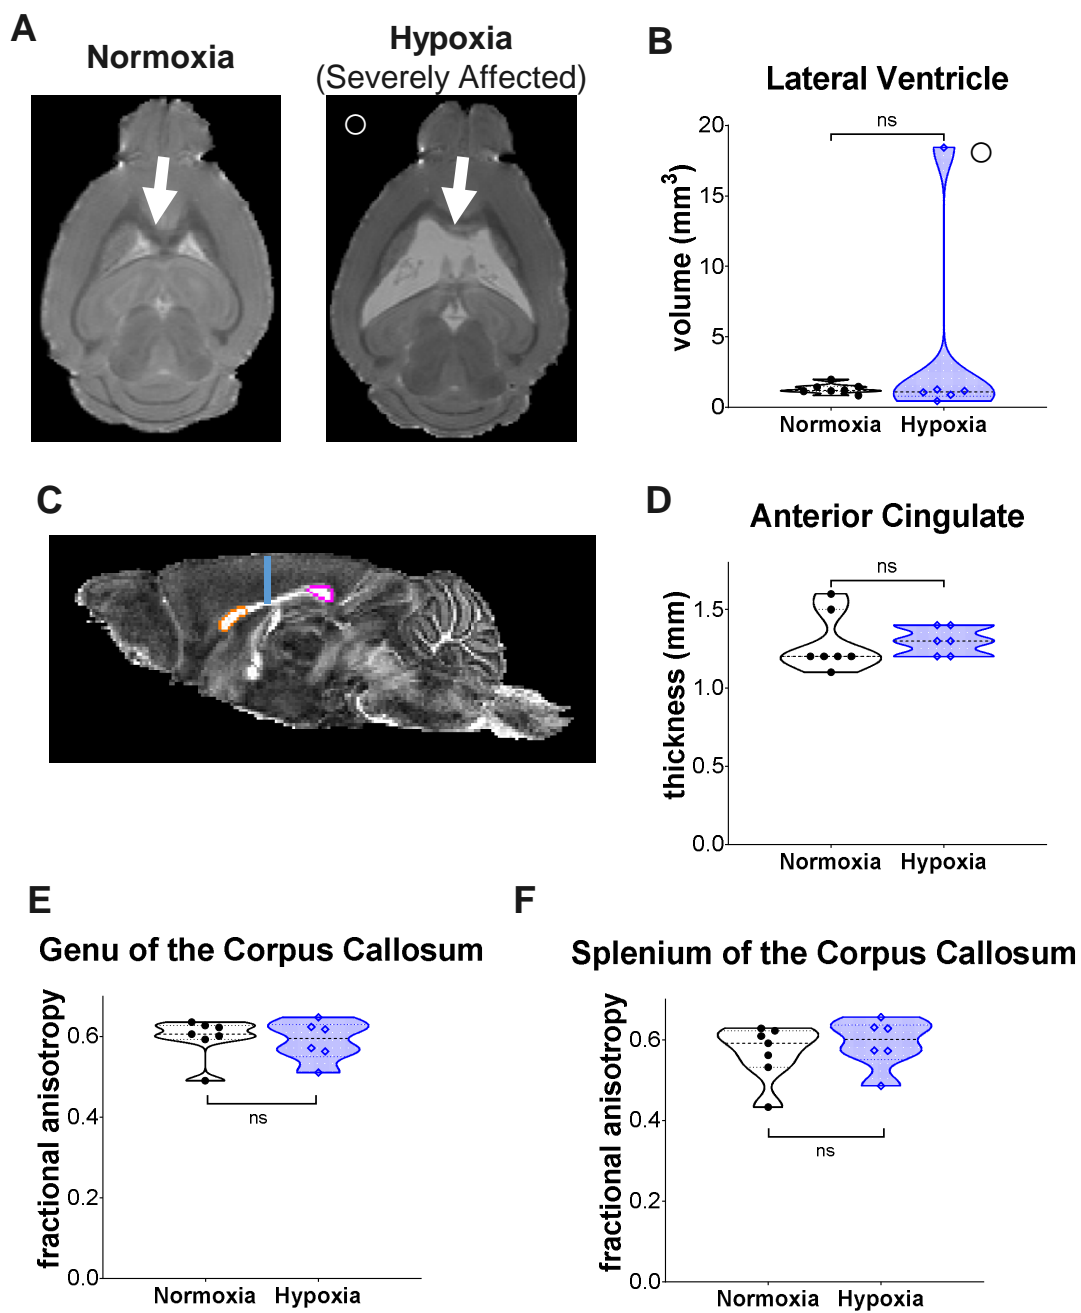 A
Normoxia
Hypoxia
(Severely Affected)
B
Lateral Ventricle
volume (mm3)
20
15
10
5
0
ns
Normoxia
Hypoxia
C
D
Anterior Cingulate
thickness (mm)
1.5
1.0
0.5
0.0
ns
Normoxia
Hypoxia
E
Genu of the Corpus Callosum
fractional anisotropy
0.6
0.4
0.2
0.0
ns
Normoxia
Hypoxia
F
Splenium of the Corpus Callosum
fractional anisotropy
0.6
0.4
0.2
0.0
ns
Normoxia
Hypoxia